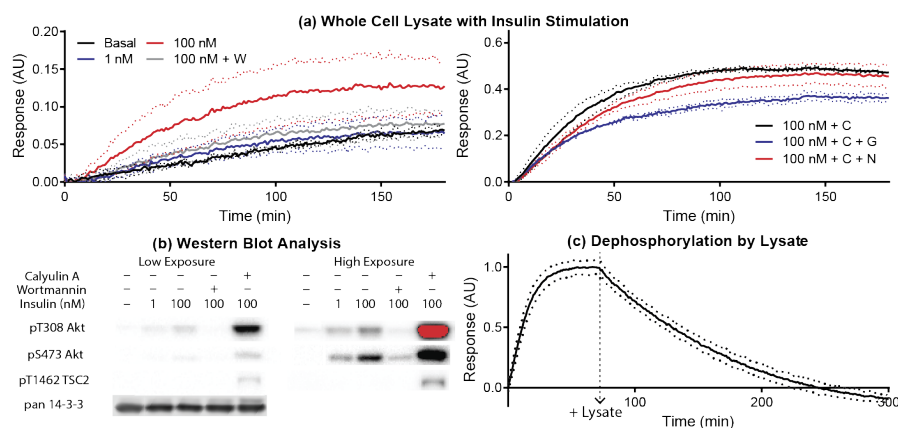 (a) Whole Cell Lysate with Insulin Stimulation
Response (AU)
0.20
0.15
0.10
0.05
0.00
Basal
100 nM
1 nM
100 nM + W
0
50
100
150
Time (min)
Response (AU)
0.6
0.4
0.2
0.0
100 nM + C
100 nM + C + G
100 nM + C + N
0
50
100
150
Time (min)
(b) Western Blot Analysis
Low Exposure
High Exposure
Calyulin A – – – – + – – – – +
Wortmannin – – – + – – – – + –
Insulin (nM) – 1 100 100 100 – 1 100 100 100
pT308 Akt
pS473 Akt
pT1462 TSC2
pan 14-3-3
(c) Dephosphorylation by Lysate
Response (AU)
1.0
0.5
0.0
100
200
300
+ Lysate
Time (min)